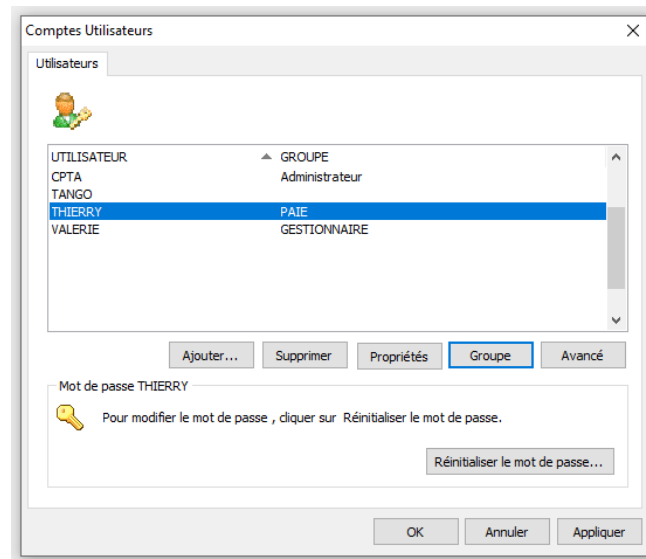 Comptes Utilisateurs
Utilisateurs
UTILISATEUR GROUPE
CPTA Administrateur
TANGO
THIERRY PAIE
VALERIE GESTIONNAIRE
Ajouter... Supprimer Propriétés Groupe Avancé
Mot de passe THIERRY
Pour modifier le mot de passe , cliquer sur Réinitialiser le mot de passe.
Réinitialiser le mot de passe...
OK Annuler Appliquer